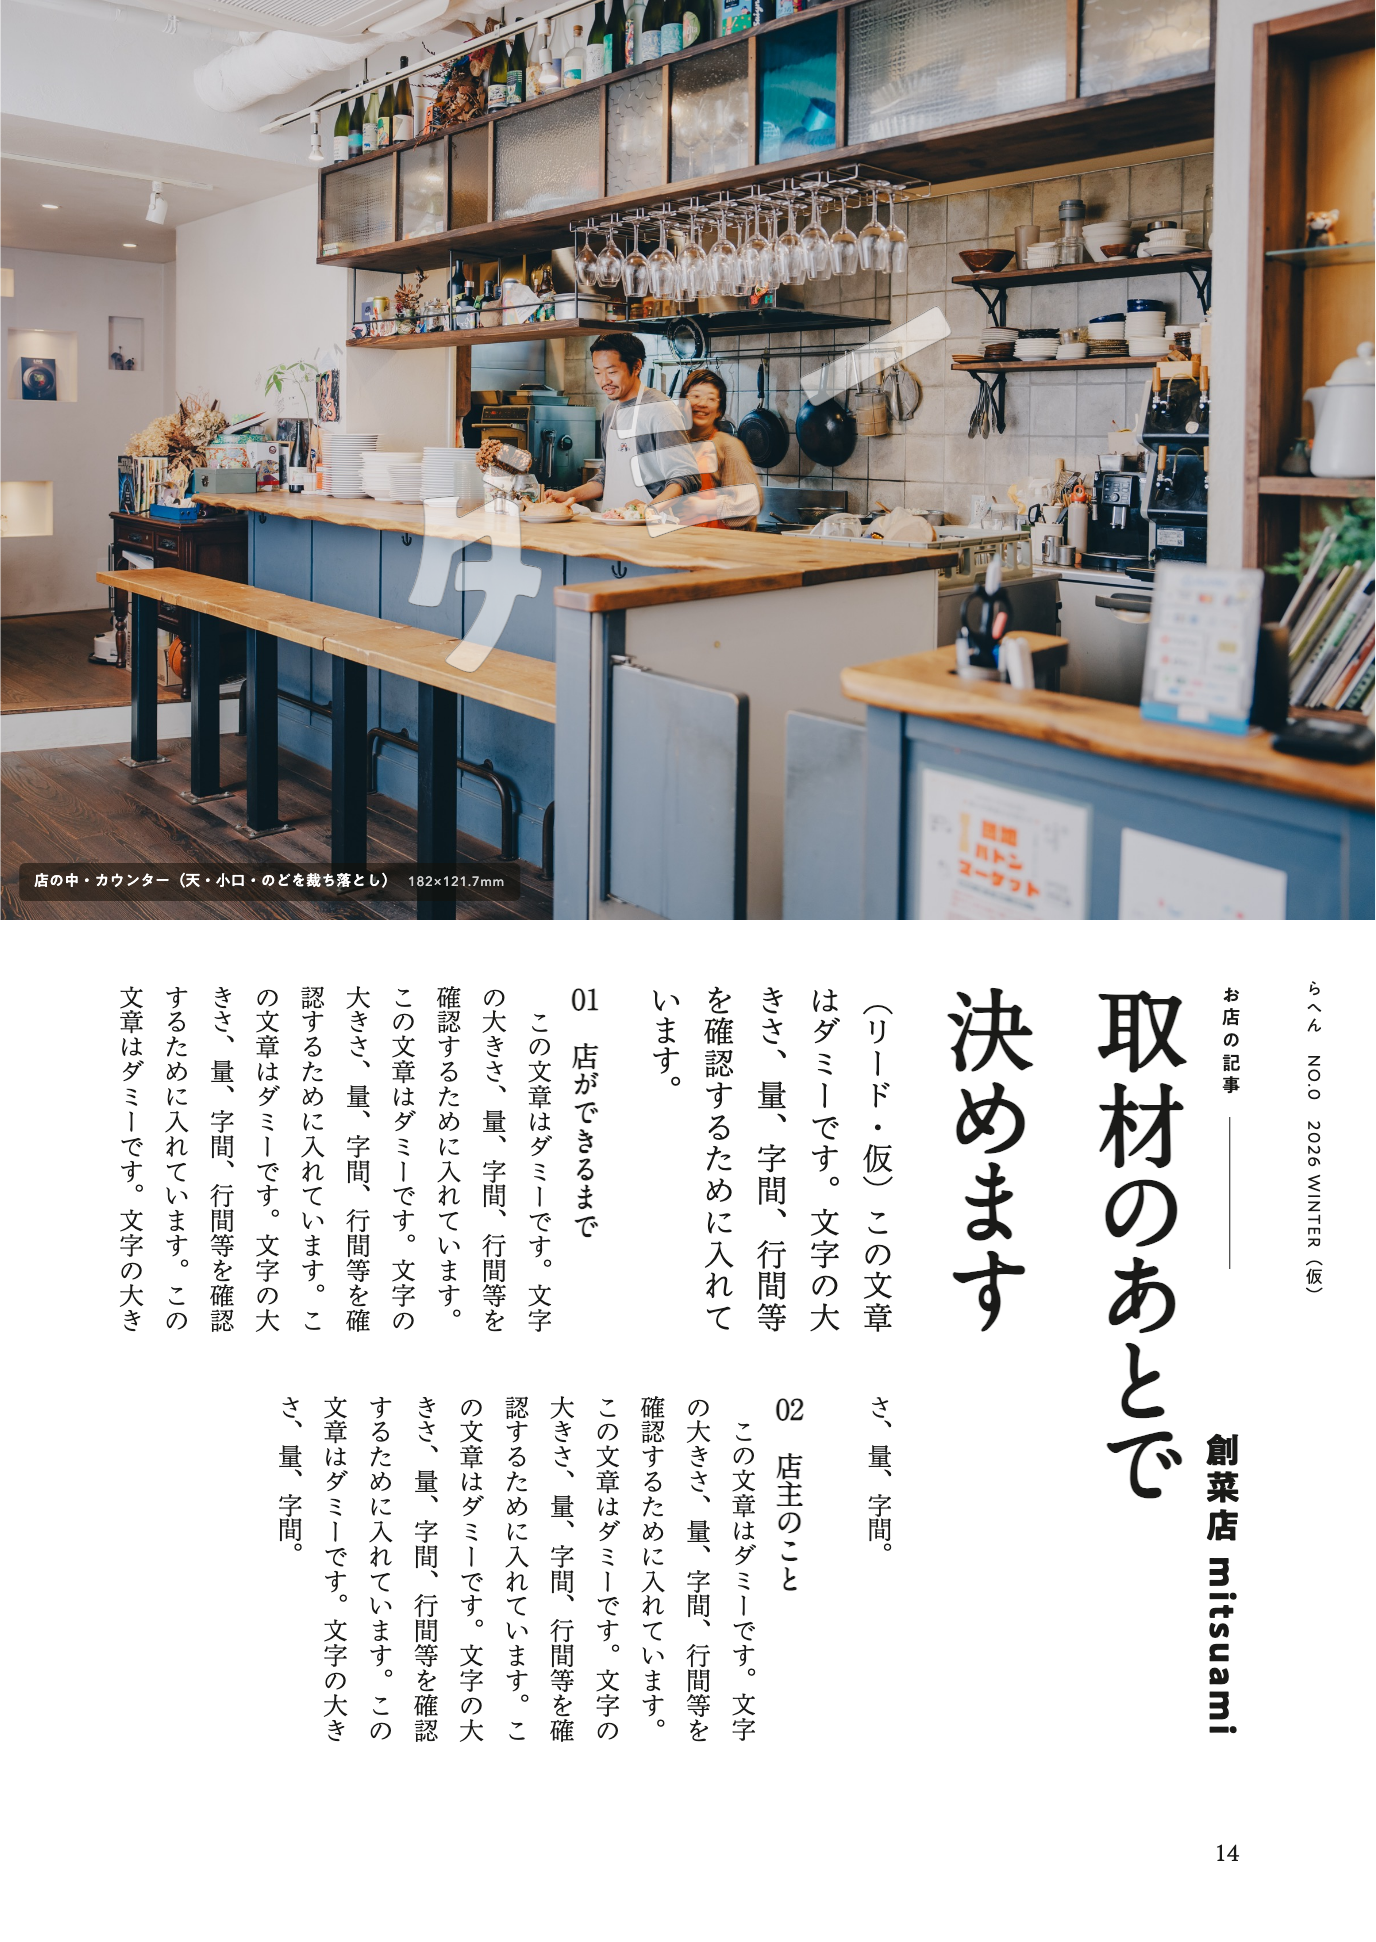 ダミー
店の中・カウンター（天・小口・のどを裁ち落とし） 182×121.7mm
団地
バトン
マーケット
らへん NO.0 2026 WINTER（仮）
お店の記事
創菜店 mitsuami
取材のあとで
決めます
（リード・仮）この文章
はダミーです。文字の大
きさ、量、字間、行間等
を確認するために入れて
います。
01 店ができるまで
この文章はダミーです。文字
の大きさ、量、字間、行間等を
確認するために入れています。
この文章はダミーです。文字の
大きさ、量、字間、行間等を確
認するために入れています。こ
の文章はダミーです。文字の大
きさ、量、字間、行間等を確認
するために入れています。この
文章はダミーです。文字の大き
さ、量、字間。
02 店主のこと
この文章はダミーです。文字
の大きさ、量、字間、行間等を
確認するために入れています。
この文章はダミーです。文字の
大きさ、量、字間、行間等を確
認するために入れています。こ
の文章はダミーです。文字の大
きさ、量、字間、行間等を確認
するために入れています。この
文章はダミーです。文字の大き
さ、量、字間。
14